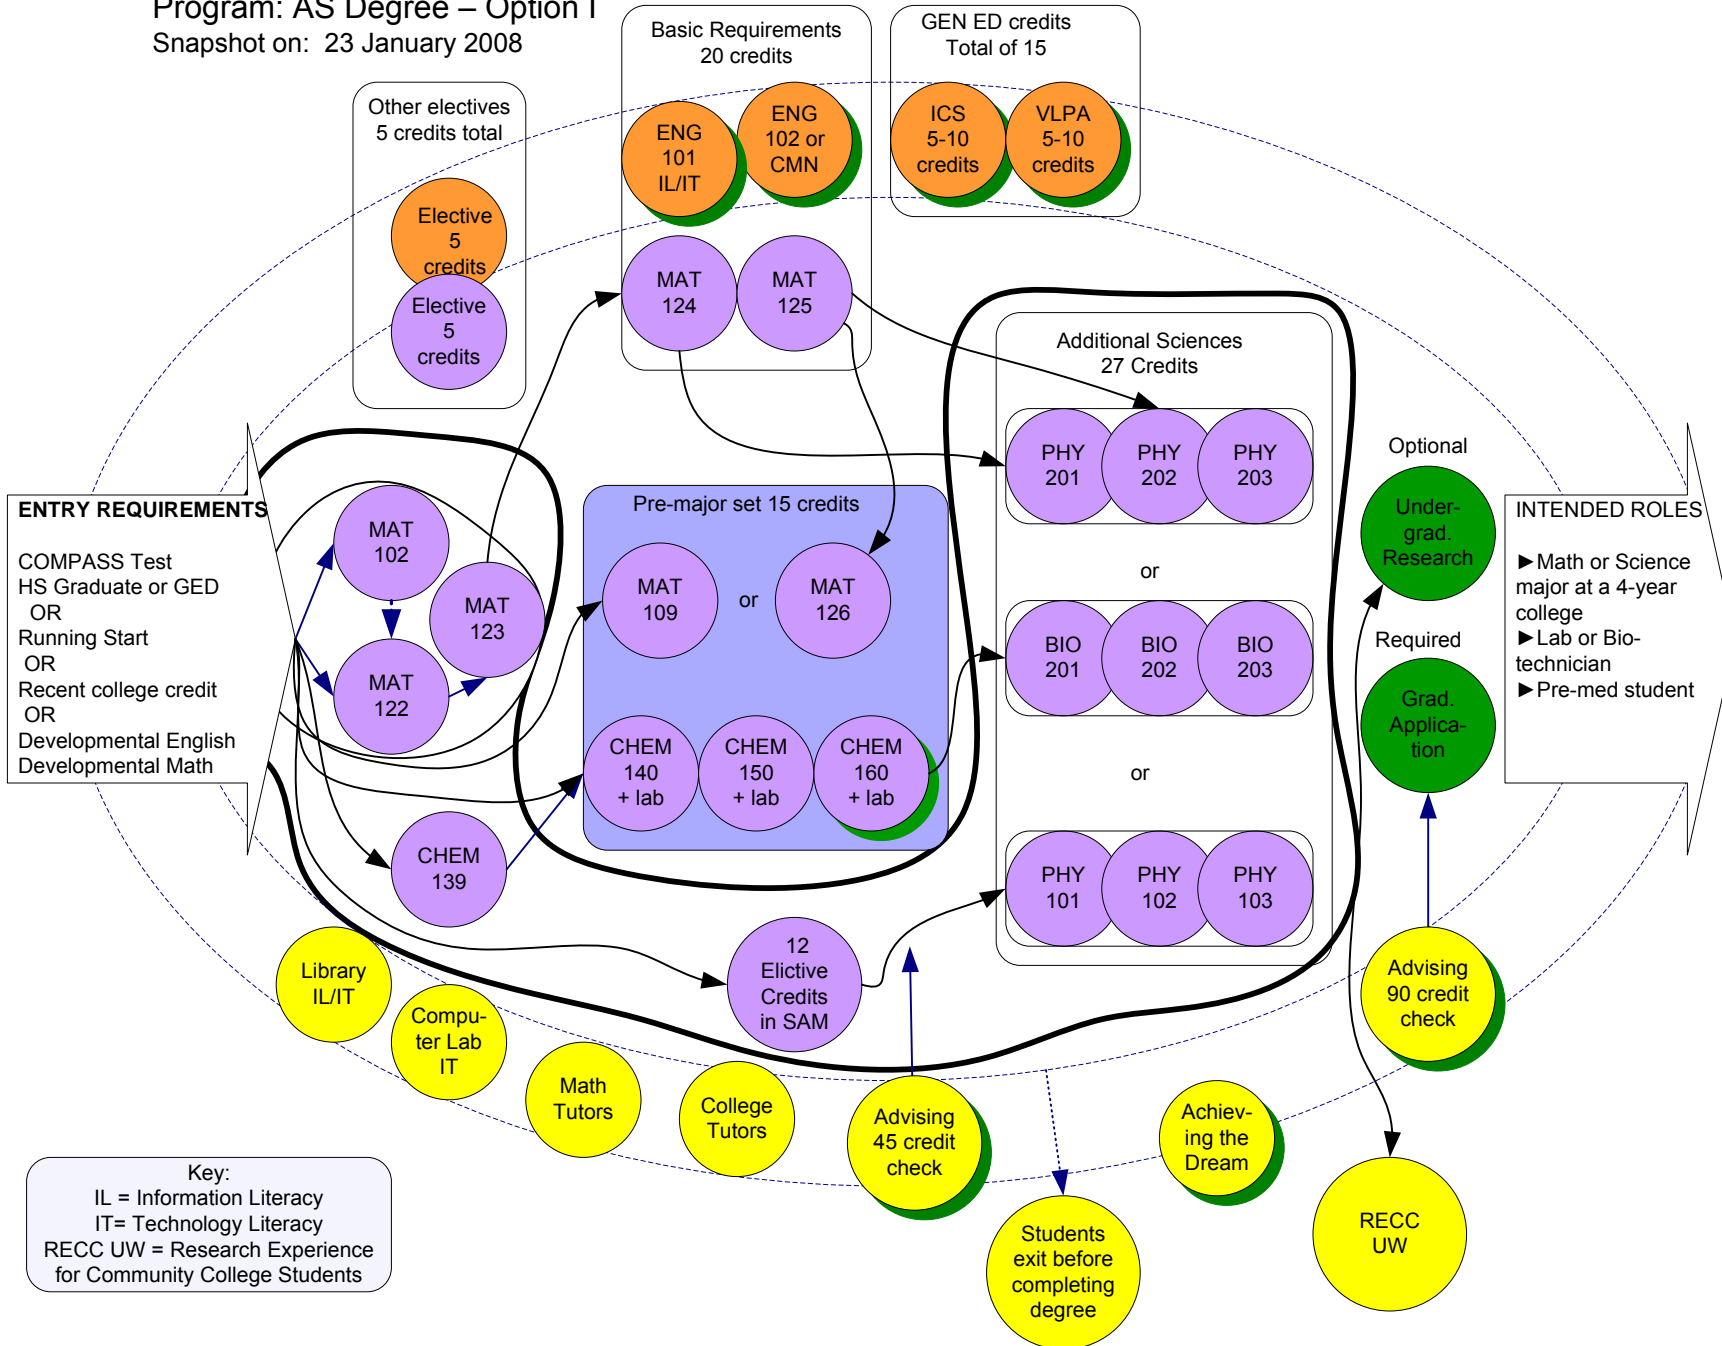 Program: AS Degree – Option I
Snapshot on: 23 January 2008
Basic Requirements
20 credits
GEN ED credits
Total of 15
Other electives
5 credits total
ENG
101
IL/IT
ENG
102 or
CMN
ICS
5-10
credits
VLPA
5-10
credits
Elective
5
credits
Elective
5
credits
MAT
124
MAT
125
Additional Sciences
27 Credits
PHY
201
PHY
202
PHY
203
or
BIO
201
BIO
202
BIO
203
or
PHY
101
PHY
102
PHY
103
ENTRY REQUIREMENTS
COMPASS Test
HS Graduate or GED
OR
Running Start
OR
Recent college credit
OR
Developmental English
Developmental Math
MAT
102
MAT
123
MAT
122
CHEM
139
Pre-major set 15 credits
MAT
109
or
MAT
126
CHEM
140
+ lab
CHEM
150
+ lab
CHEM
160
+ lab
12
Elictive
Credits
in SAM
Optional
Under-
grad.
Research
Required
Grad.
Applica-
tion
INTENDED ROLES
►Math or Science
major at a 4-year
college
►Lab or Bio-
technician
►Pre-med student
Library
IL/IT
Compu-
ter Lab
IT
Math
Tutors
College
Tutors
Advising
45 credit
check
Students
exit before
completing
degree
Achiev-
ing the
Dream
Advising
90 credit
check
RECC
UW
Key:
IL = Information Literacy
IT= Technology Literacy
RECC UW = Research Experience
for Community College Students